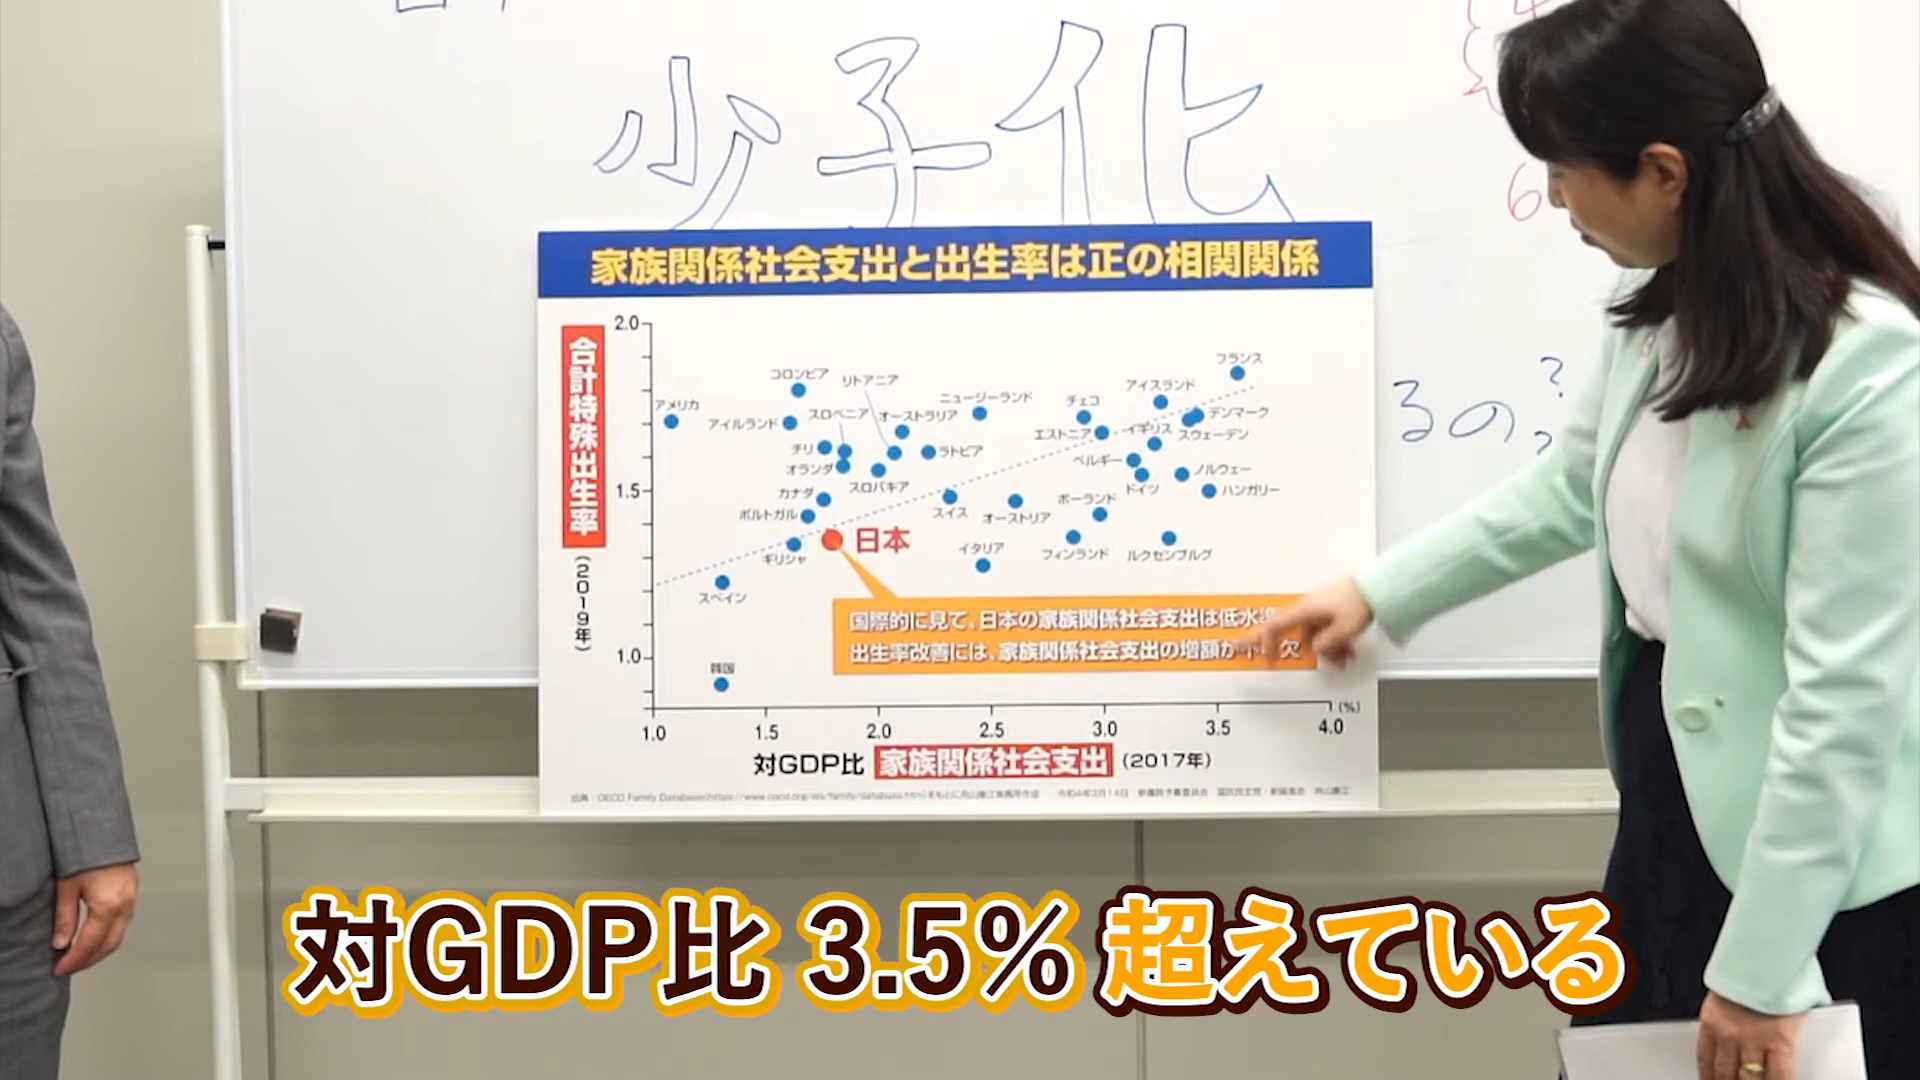 少子化
るの?
?
6
家族関係社会支出と出生率は正の相関関係
合計特殊出生率
(2019年)
2.0
1.5
1.0
フランス
コロンビア
リトアニア
アイスランド
アメリカ
ニュージーランド
チェコ
スロベニア
オーストラリア
デンマーク
アイルランド
エストニア
イギリス
スウェーデン
チリ
ラトビア
ベルギー
オランダ
ノルウェー
スロバキア
ドイツ
ハンガリー
カナダ
ポーランド
ポルトガル
スイス
オーストリア
日本
ギリシャ
イタリア
フィンランド
ルクセンブルグ
スペイン
韓国
国際的に見て、日本の家族関係社会支出は低水
出生率改善には、家族関係社会支出の増額が 欠
1.0 1.5 2.0 2.5 3.0 3.5 4.0 (%)
対GDP比 家族関係社会支出 (2017年)
出典:OECD Family Database
対GDP比 3.5% 超えている